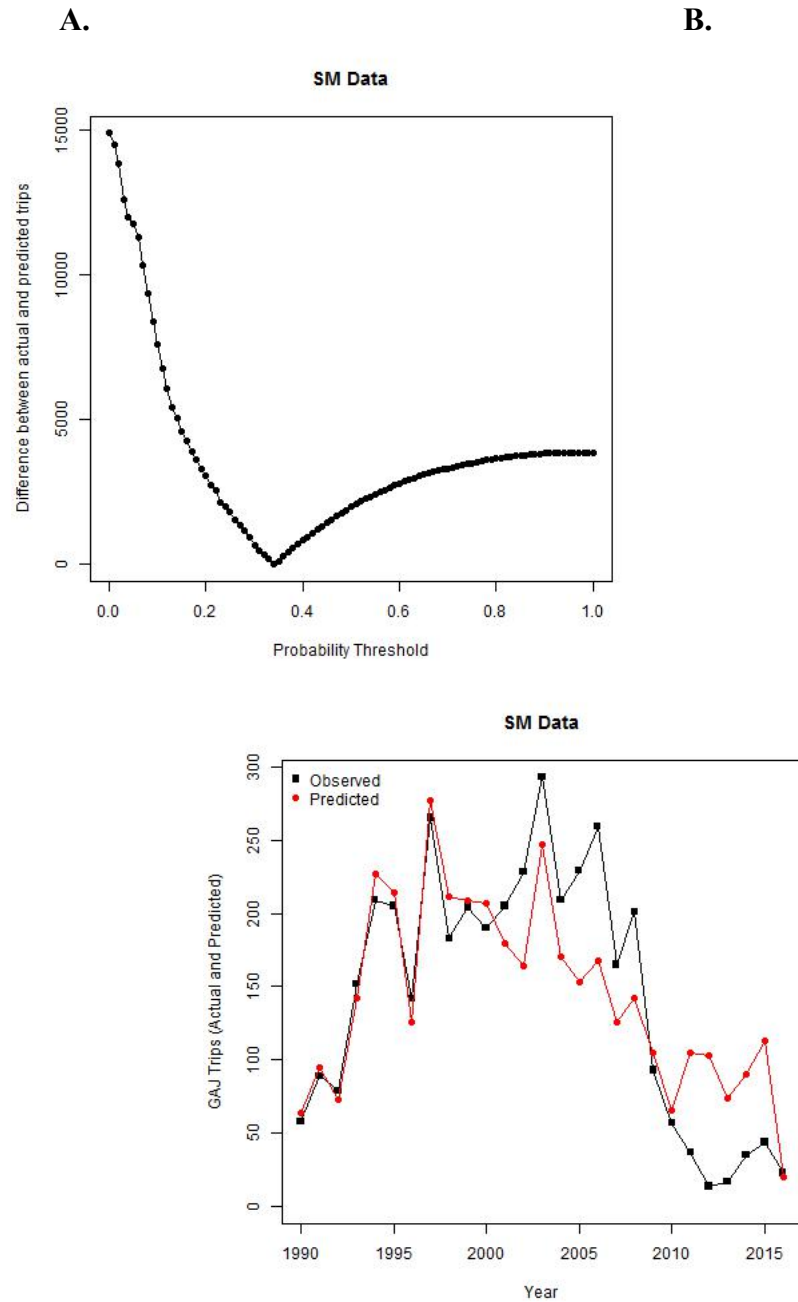 A. B.
SM Data
Difference between actual and predicted trips
15000
10000
5000
0
0.0 0.2 0.4 0.6 0.8 1.0
Probability Threshold
SM Data
Observed
Predicted
GAJ Trips (Actual and Predicted)
300
250
200
150
100
50
0
1990 1995 2000 2005 2010 2015
Year